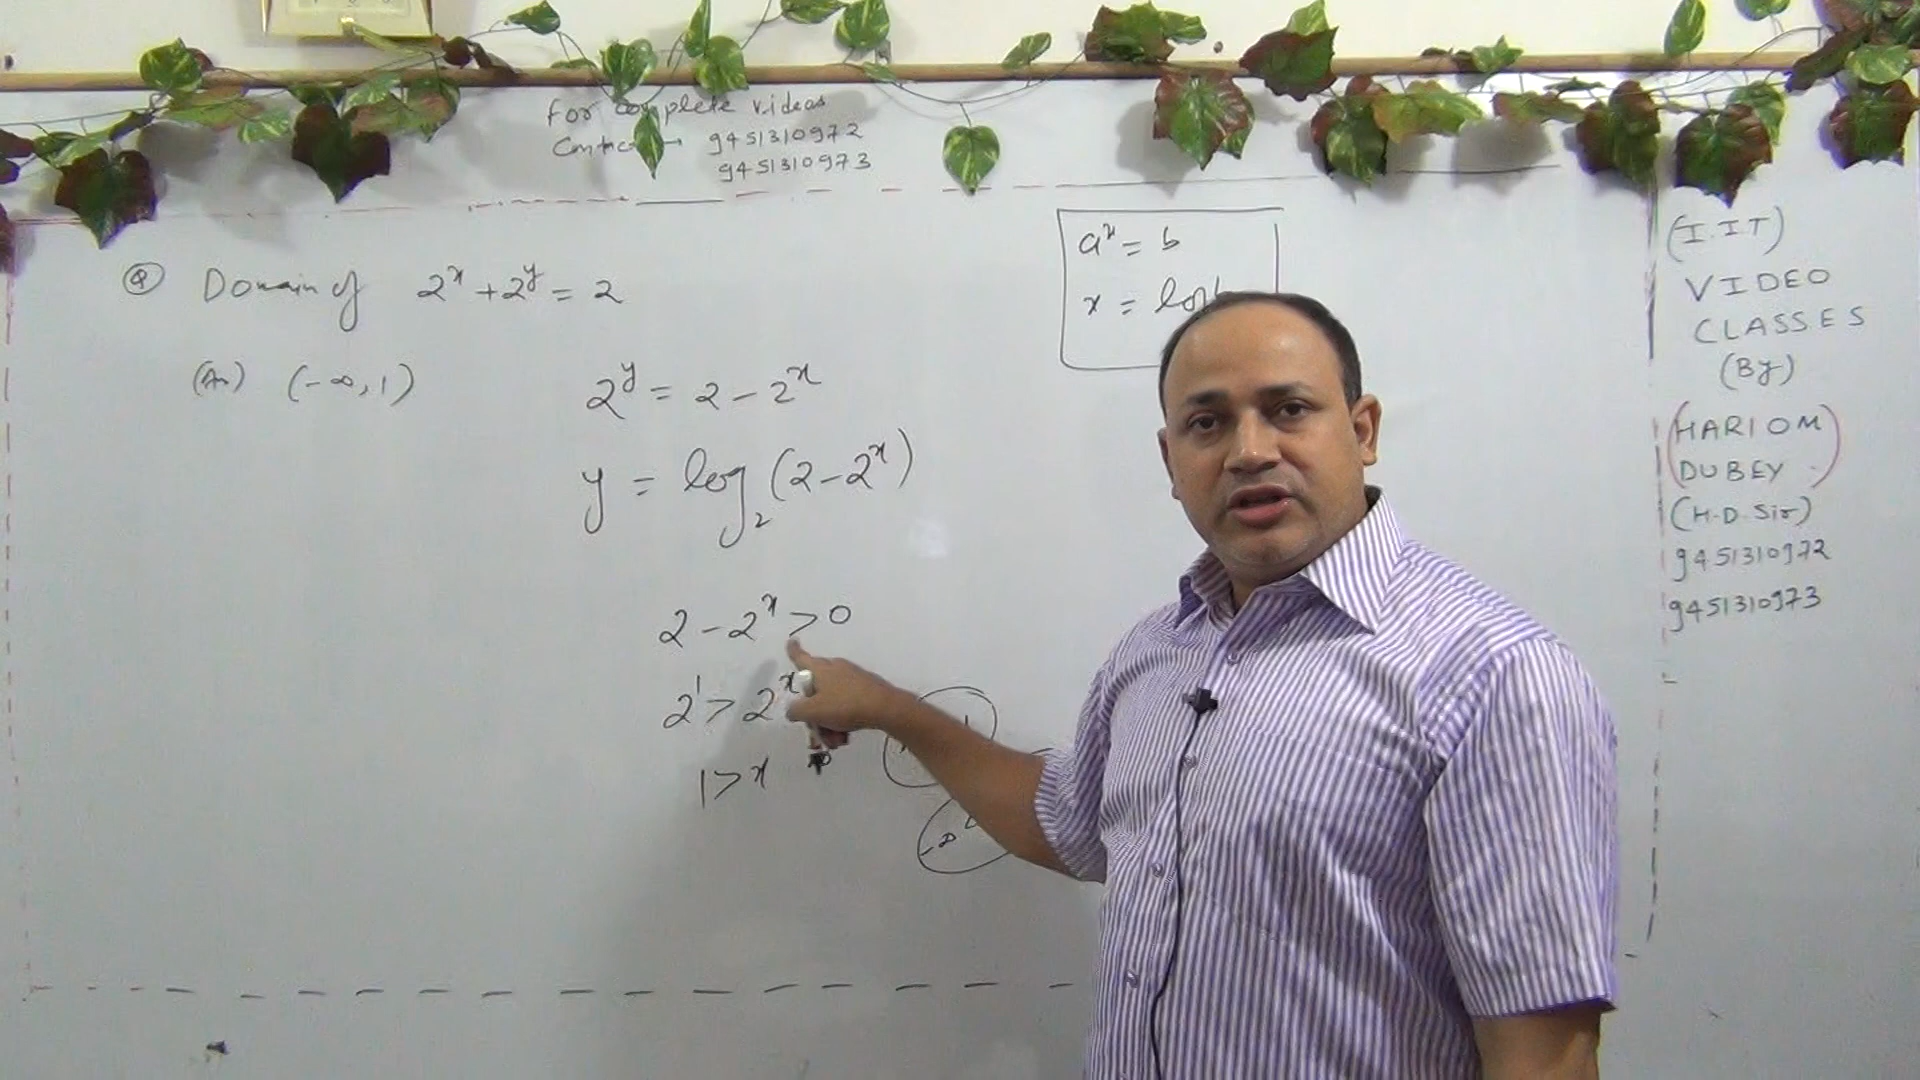 For complete videos
Contact → 9451310972
9451310973
Q Domain of 2^x + 2^y = 2
(An) (-∞, 1)
2^y = 2 - 2^x
y = log_2 (2 - 2^x)
2 - 2^x > 0
2^1 > 2^x
1 > x
-∞
a^x = b
x = log
(I.I.T)
VIDEO
CLASSES
(By)
(HARIOM
DUBEY)
(H.D. Sir)
9451310972
9451310973